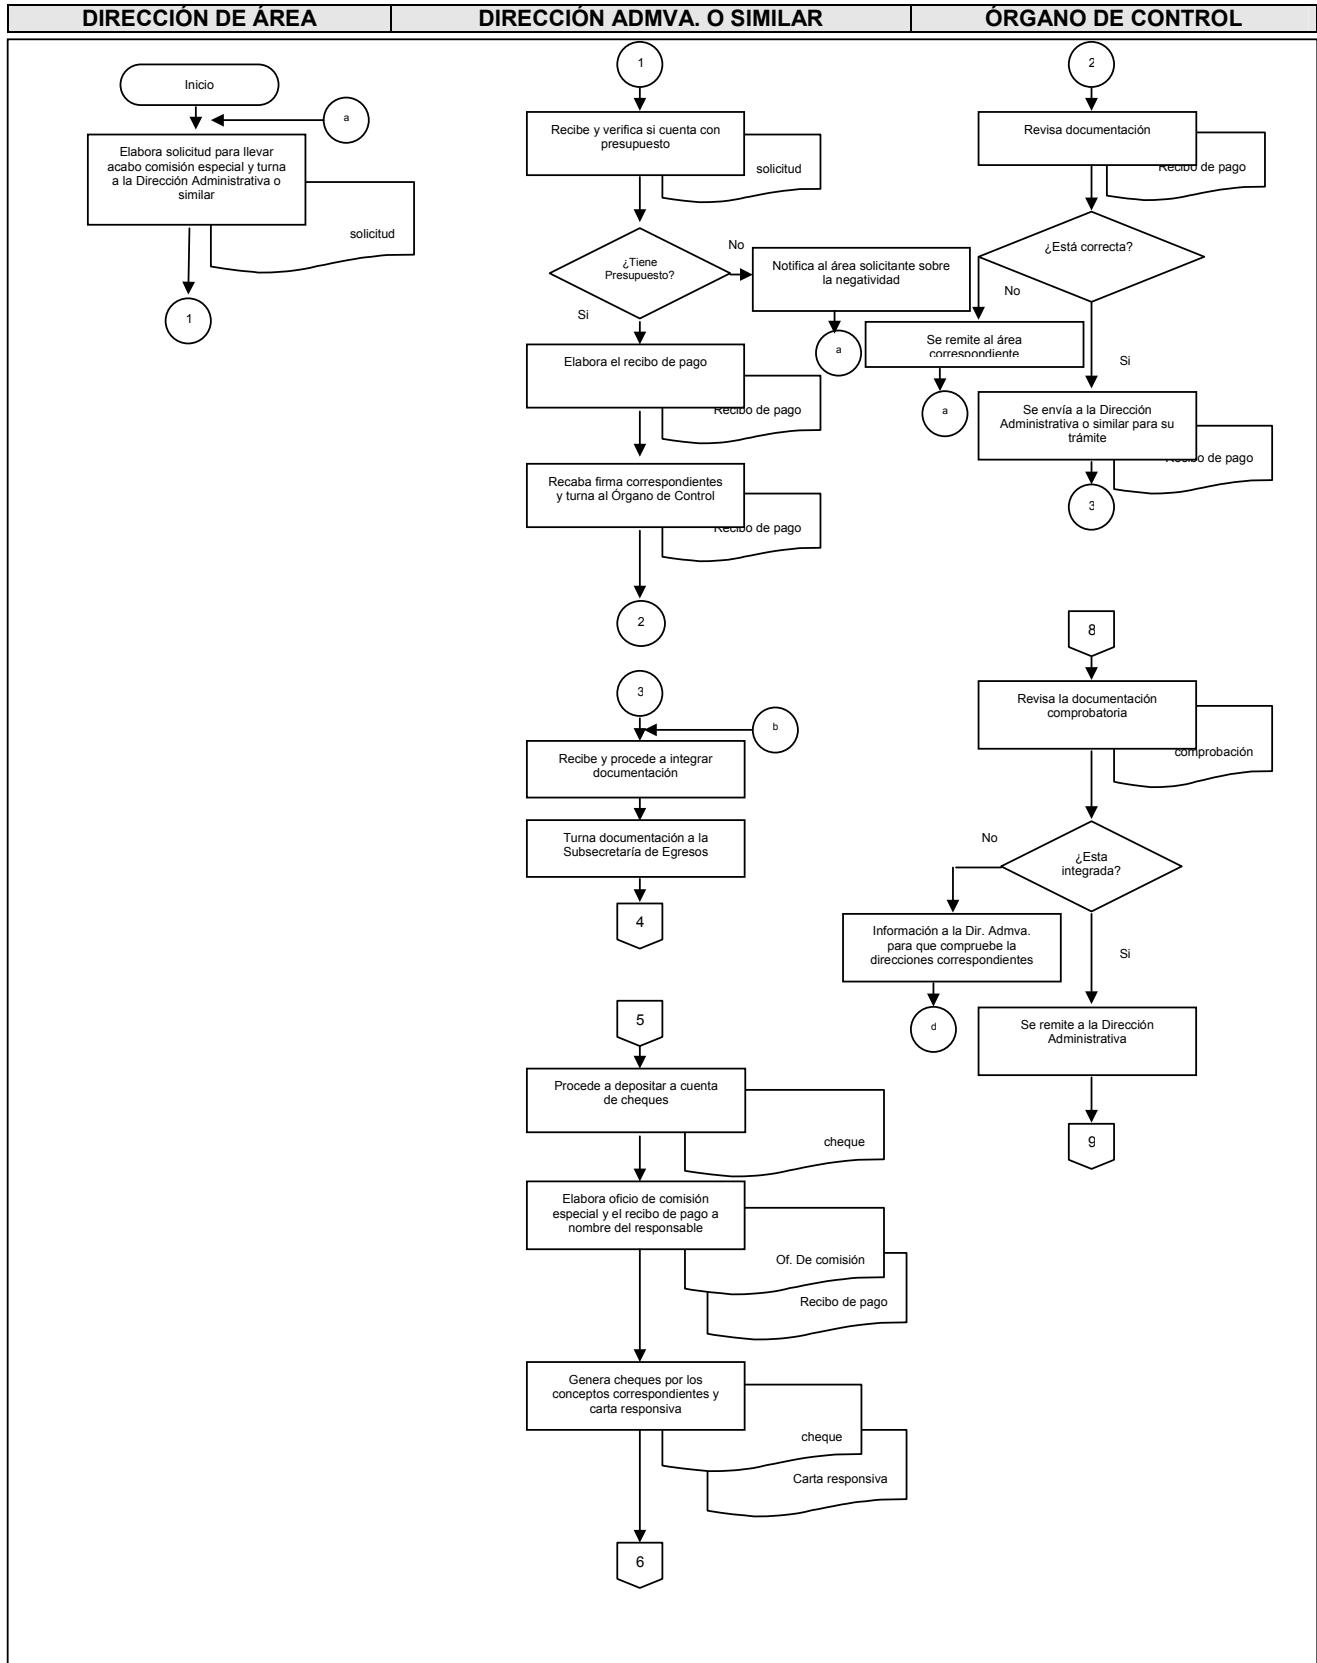 DIRECCIÓN DE ÁREA
DIRECCIÓN ADMVA. O SIMILAR
ÓRGANO DE CONTROL
Inicio
a
Elabora solicitud para llevar
acabo comisión especial y turna
a la Dirección Administrativa o
similar
solicitud
1
1
Recibe y verifica si cuenta con
presupuesto
solicitud
¿Tiene
Presupuesto?
No
Notifica al área solicitante sobre
la negatividad
a
Si
Elabora el recibo de pago
Recibo de pago
Recaba firma correspondientes
y turna al Órgano de Control
Recibo de pago
2
3
b
Recibe y procede a integrar
documentación
Turna documentación a la
Subsecretaría de Egresos
4
5
Procede a depositar a cuenta
de cheques
cheque
Elabora oficio de comisión
especial y el recibo de pago a
nombre del responsable
Of. De comisión
Recibo de pago
Genera cheques por los
conceptos correspondientes y
carta responsiva
cheque
Carta responsiva
6
2
Revisa documentación
Recibo de pago
¿Está correcta?
No
Se remite al área
correspondiente
a
Si
Se envía a la Dirección
Administrativa o similar para su
trámite
Recibo de pago
3
8
Revisa la documentación
comprobatoria
comprobación
¿Esta
integrada?
No
Información a la Dir. Admva.
para que compruebe la
direcciones correspondientes
d
Si
Se remite a la Dirección
Administrativa
9